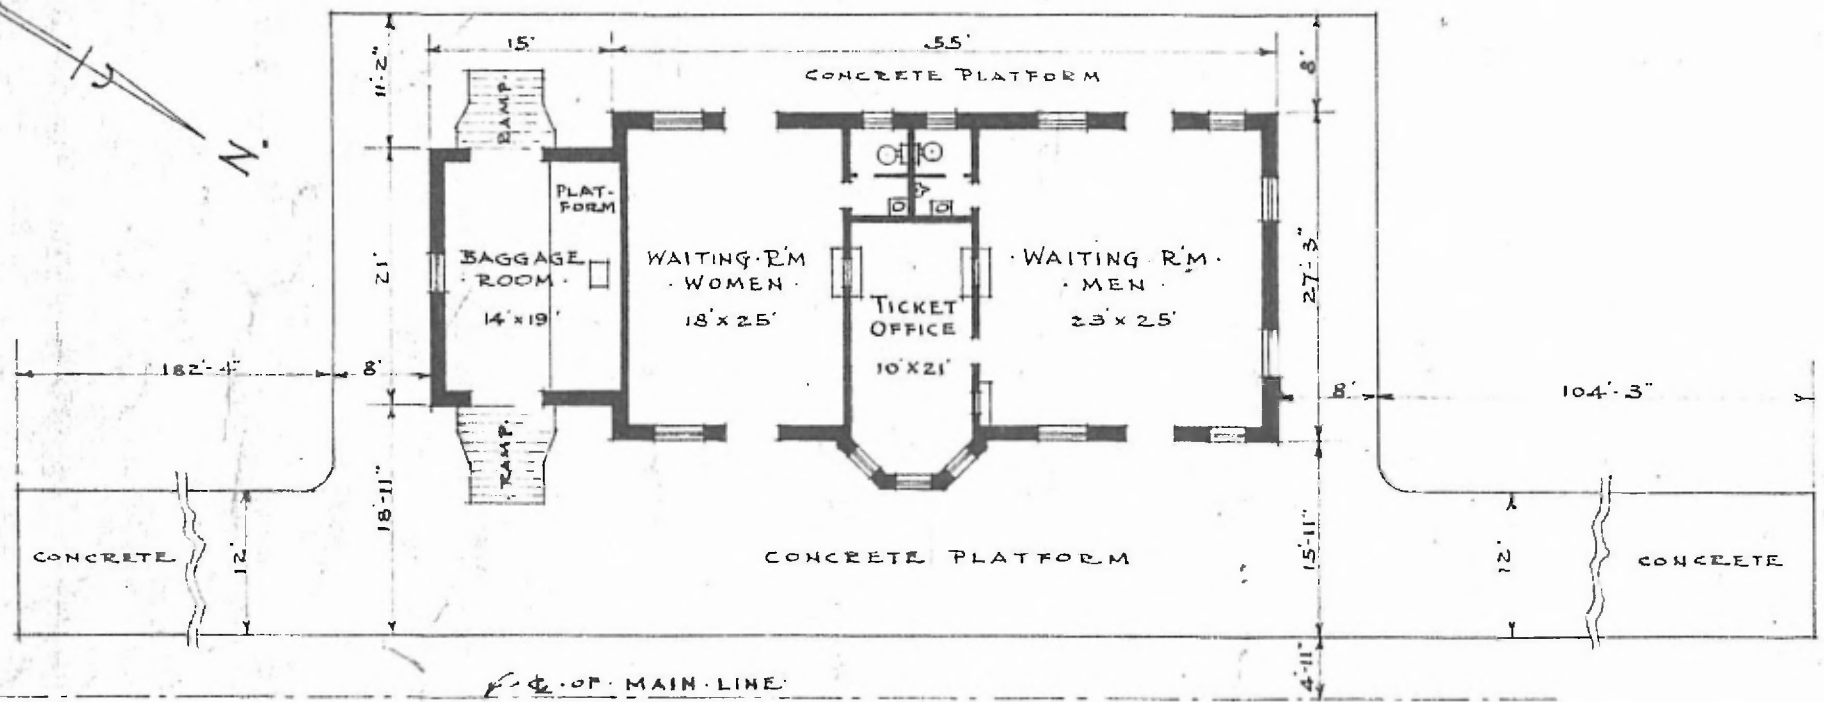 15'
55'
11'-2"
8'
CONCRETE PLATFORM
RAMP.
N.
PLAT-
FORM
21'
BAGGAGE
ROOM.
14'x19'
WAITING·R'M
·WOMEN·
18'x25'
TICKET
OFFICE
10'x21'
·WAITING R'M·
·MEN·
23'x25'
27'-3"
182'-4"
8'
8'
104'-3"
RAMP.
18'-11"
15'-11"
CONCRETE
12'
CONCRETE PLATFORM
12'
CONCRETE
℄·OF·MAIN·LINE
4'-11"